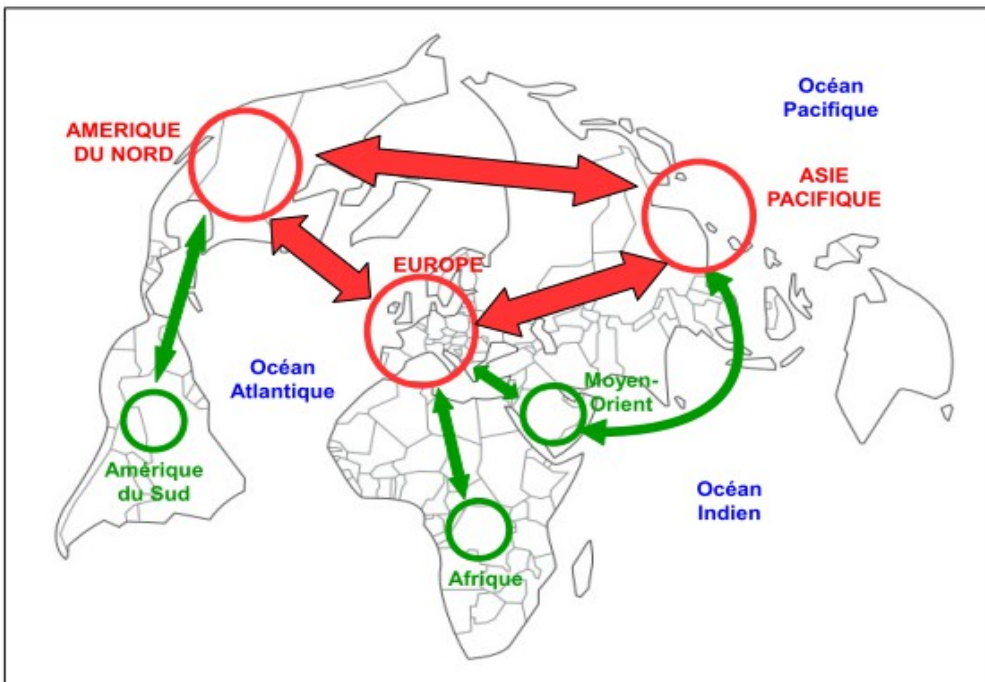 Océan
Pacifique
AMERIQUE
DU NORD
ASIE
PACIFIQUE
EUROPE
Océan
Atlantique
Moyen-
Orient
Amérique
du Sud
Océan
Indien
Afrique